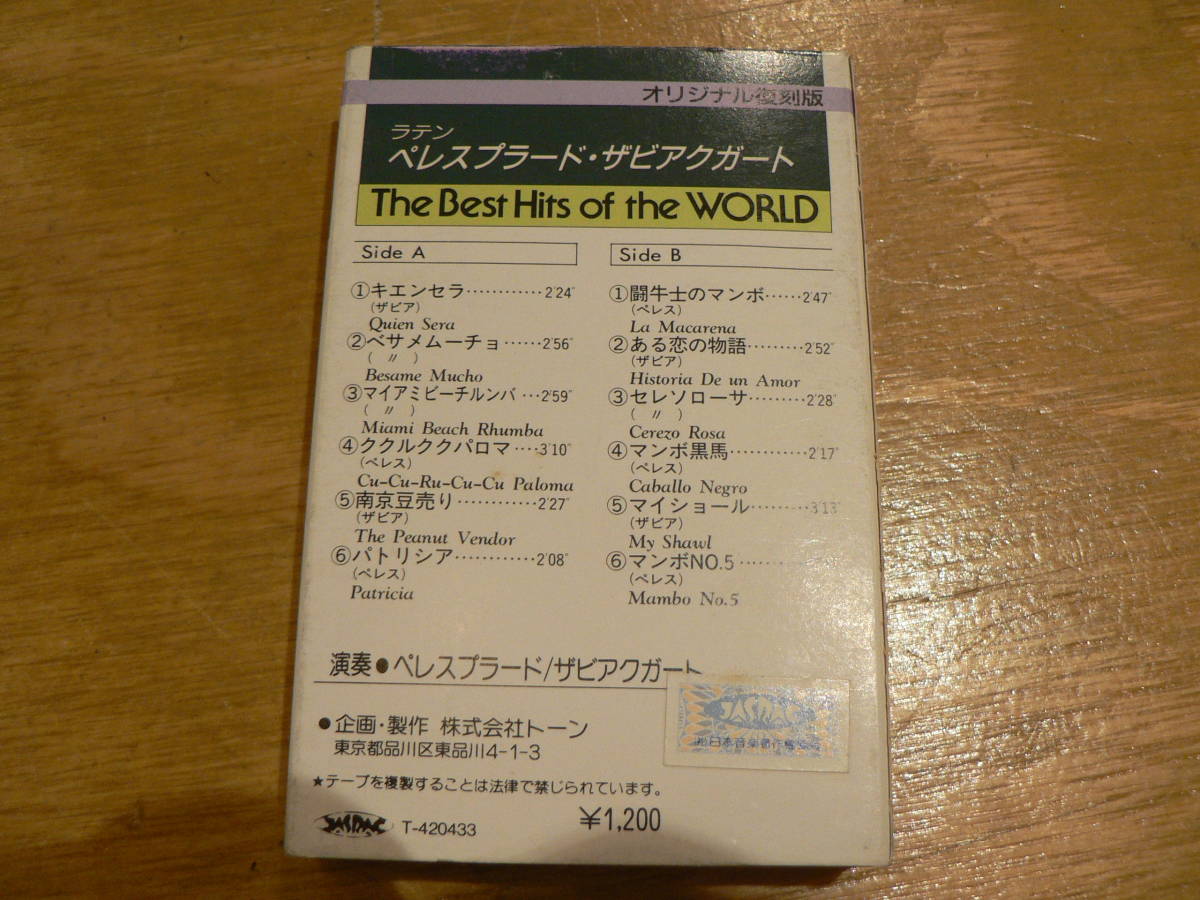 オリジナル復刻版
ラテン
ペレスプラード・ザビアクガート
The Best Hits of the WORLD
Side A
①キエンセラ…………2'24"
(ザビア)
Quien Sera
②ベサメムーチョ……2'56"
( 〃 )
Besame Mucho
③マイアミビーチルンバ…2'59"
( 〃 )
Miami Beach Rhumba
④ククルククパロマ‥‥3'10"
(ペレス)
Cu-Cu-Ru-Cu-Cu Paloma
⑤南京豆売り…………2'27"
(ザビア)
The Peanut Vendor
⑥パトリシア…………2'08"
(ペレス)
Patricia
Side B
①闘牛士のマンボ……2'47"
(ペレス)
La Macarena
②ある恋の物語………2'52"
(ザビア)
Historia De un Amor
③セレソローサ………2'28"
( 〃 )
Cerezo Rosa
④マンボ黒馬…………2'17"
(ペレス)
Caballo Negro
⑤マイショール………3'13"
(ザビア)
My Shawl
⑥マンボNO.5………
(ペレス)
Mambo No.5
演奏●ペレスプラード/ザビアクガート
●企画・製作 株式会社トーン
東京都品川区東品川4-1-3
★テープを複製することは法律で禁じられています。
JASRAC T-420433 ¥1,200
JASRAC